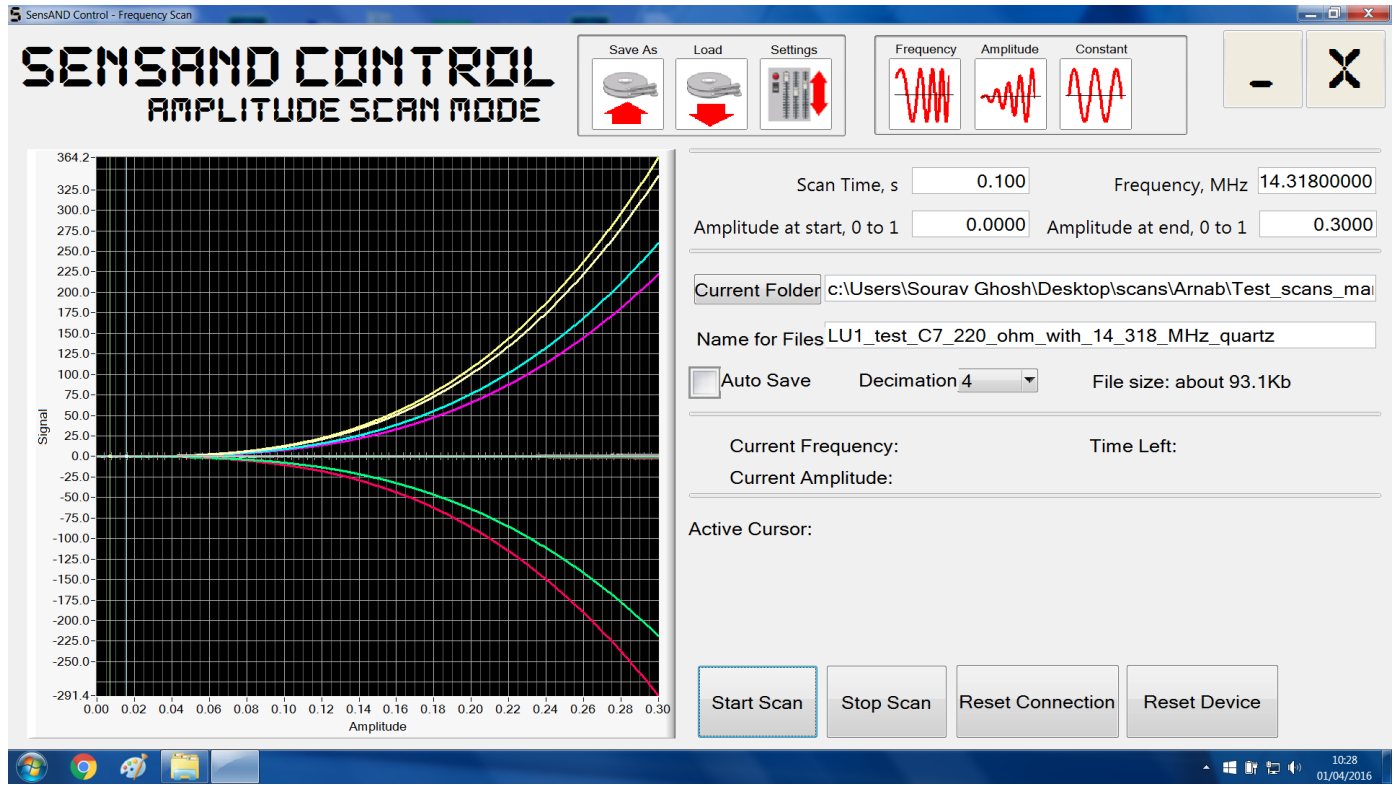 SensAND Control - Frequency Scan
SENSAND CONTROL
AMPLITUDE SCAN MODE
Save As Load Settings
Frequency Amplitude Constant
- X
364.2
325.0
300.0
275.0
250.0
225.0
200.0
175.0
150.0
125.0
100.0
75.0
50.0
25.0
0.0
-25.0
-50.0
-75.0
-100.0
-125.0
-150.0
-175.0
-200.0
-225.0
-250.0
-291.4
Signal
0.00 0.02 0.04 0.06 0.08 0.10 0.12 0.14 0.16 0.18 0.20 0.22 0.24 0.26 0.28 0.30
Amplitude
Scan Time, s 0.100 Frequency, MHz 14.31800000
Amplitude at start, 0 to 1 0.0000 Amplitude at end, 0 to 1 0.3000
Current Folder c:\Users\Sourav Ghosh\Desktop\scans\Arnab\Test_scans_mai
Name for Files LU1_test_C7_220_ohm_with_14_318_MHz_quartz
Auto Save Decimation 4 File size: about 93.1Kb
Current Frequency: Time Left:
Current Amplitude:
Active Cursor:
Start Scan Stop Scan Reset Connection Reset Device
10:28
01/04/2016